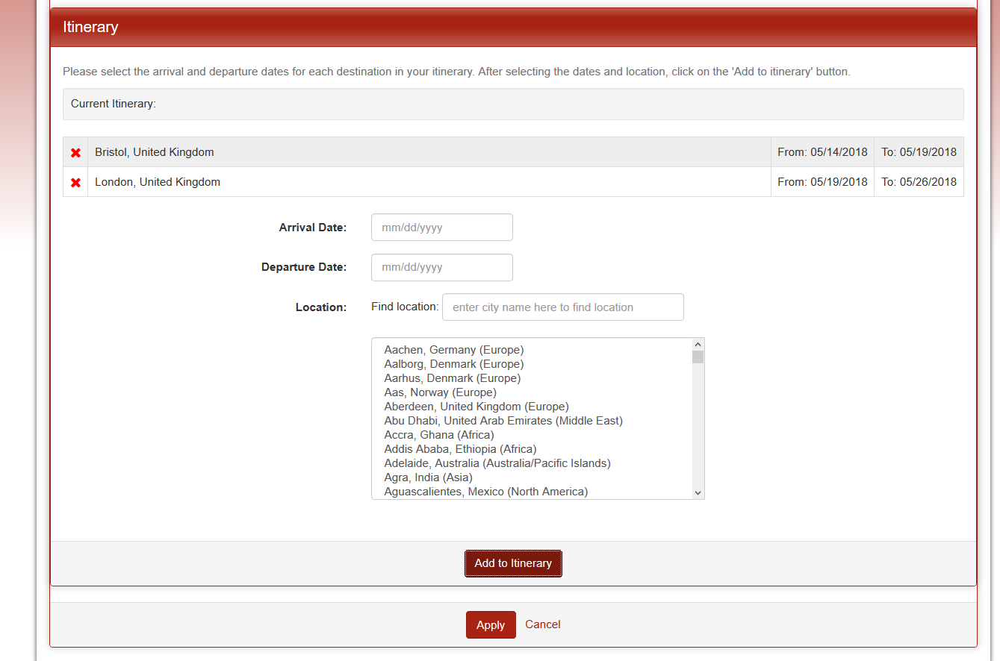 Itinerary
Please select the arrival and departure dates for each destination in your itinerary. After selecting the dates and location, click on the 'Add to itinerary' button.
Current Itinerary:
Bristol, United Kingdom From: 05/14/2018 To: 05/19/2018
London, United Kingdom From: 05/19/2018 To: 05/26/2018
Arrival Date: mm/dd/yyyy
Departure Date: mm/dd/yyyy
Location: Find location: enter city name here to find location
Aachen, Germany (Europe)
Aalborg, Denmark (Europe)
Aarhus, Denmark (Europe)
Aas, Norway (Europe)
Aberdeen, United Kingdom (Europe)
Abu Dhabi, United Arab Emirates (Middle East)
Accra, Ghana (Africa)
Addis Ababa, Ethiopia (Africa)
Adelaide, Australia (Australia/Pacific Islands)
Agra, India (Asia)
Aguascalientes, Mexico (North America)
Add to Itinerary
Apply Cancel